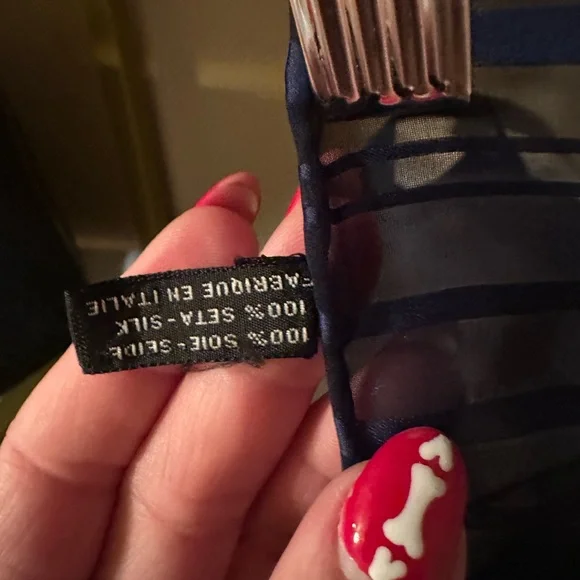 100% SOIE-SEIDE
100% SETA-SILK
FABRIQUE EN ITALIE